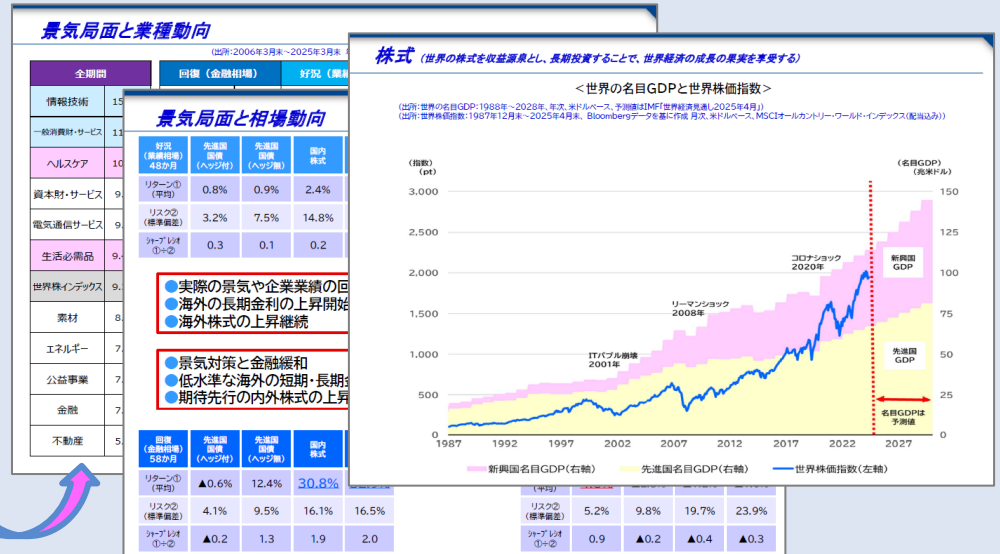 景気局面と業種動向
(出所:2006年3月末～2025年3月末
全期間
回復(金融相場)
好況(業
情報技術
15
一般消費財・サービス
11
ヘルスケア
10
資本財・サービス
9.
電気通信サービス
9.
生活必需品
9.
世界株インデックス
9.
素材
8.
エネルギー
7.
公益事業
7.
金融
7.
不動産
5.
景気局面と相場動向
好況
(業績相場)
48か月
先進国
国債
(ヘッジ付)
先進国
国債
(ヘッジ無)
国内
株式
リターン①
(平均)
0.8%
0.9%
2.4%
リスク②
(標準偏差)
3.2%
7.5%
14.8%
シャープレシオ
①÷②
0.3
0.1
0.2
●実際の景気や企業業績の回
●海外の長期金利の上昇開始
●海外株式の上昇継続
●景気対策と金融緩和
●低水準な海外の短期・長期
●期待先行の内外株式の上昇
回復
(金融相場)
58か月
先進国
国債
(ヘッジ付)
先進国
国債
(ヘッジ無)
国内
株式
リターン①
(平均)
▲0.6%
12.4%
30.8%
リスク②
(標準偏差)
4.1%
9.5%
16.1%
16.5%
シャープレシオ
①÷②
▲0.2
1.3
1.9
2.0
(平均)
リスク②
(標準偏差)
5.2%
9.8%
19.7%
23.9%
シャープレシオ
①÷②
0.9
▲0.2
▲0.4
▲0.3
株式 (世界の株式を収益源泉とし、長期投資することで、世界経済の成長の果実を享受する)
<世界の名目GDPと世界株価指数>
(出所:世界の名目GDP:1988年～2028年、年次、米ドルベース、予測値はIMF「世界経済見通し2025年4月」)
(出所:世界株価指数:1987年12月末～2025年4月末、Bloombergデータを基に作成 月次、米ドルベース、MSCIオールカントリー・ワールド・インデックス(配当込み))
(指数)
(pt)
(名目GDP)
(兆米ドル)
3,000
2,500
2,000
1,500
1,000
500
0
150
125
100
75
50
25
0
ITバブル崩壊
2001年
リーマンショック
2008年
コロナショック
2020年
新興国
GDP
先進国
GDP
名目GDPは
予測値
1987
1992
1997
2002
2007
2012
2017
2022
2027
新興国名目GDP(右軸)
先進国名目GDP(右軸)
世界株価指数(左軸)